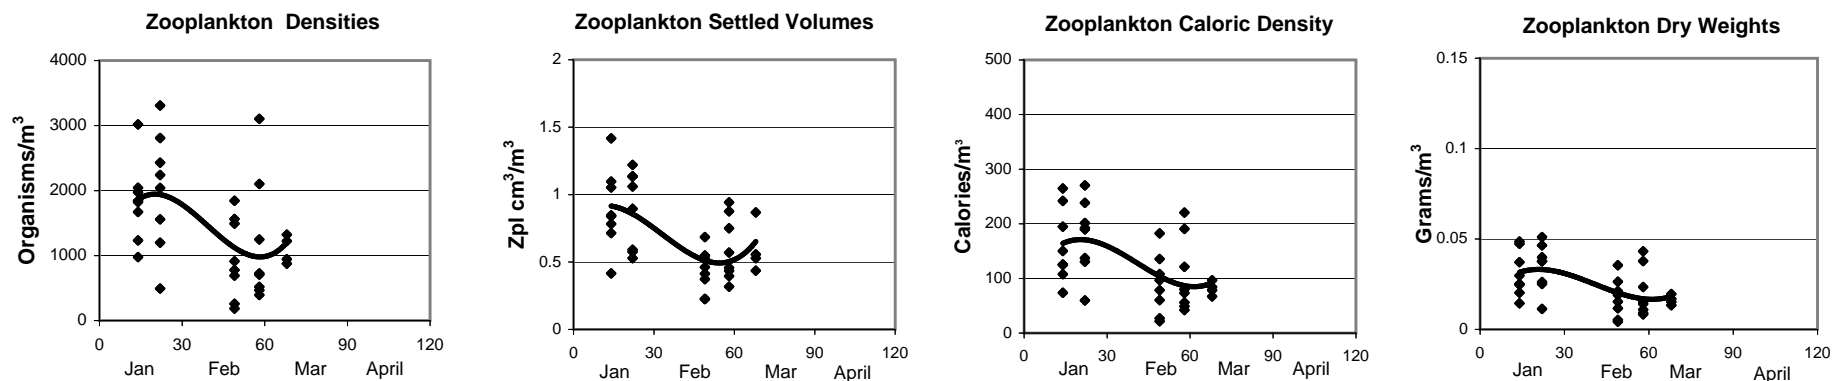 Zooplankton Densities
Organisms/m³
4000
3000
2000
1000
0
0 30 60 90 120
Jan Feb Mar April
Zooplankton Settled Volumes
Zpl cm³/m³
2
1.5
1
0.5
0
0 30 60 90 120
Jan Feb Mar April
Zooplankton Caloric Density
Calories/m³
500
400
300
200
100
0
0 30 60 90 120
Jan Feb Mar April
Zooplankton Dry Weights
Grams/m³
0.15
0.1
0.05
0
0 30 60 90 120
Jan Feb Mar April